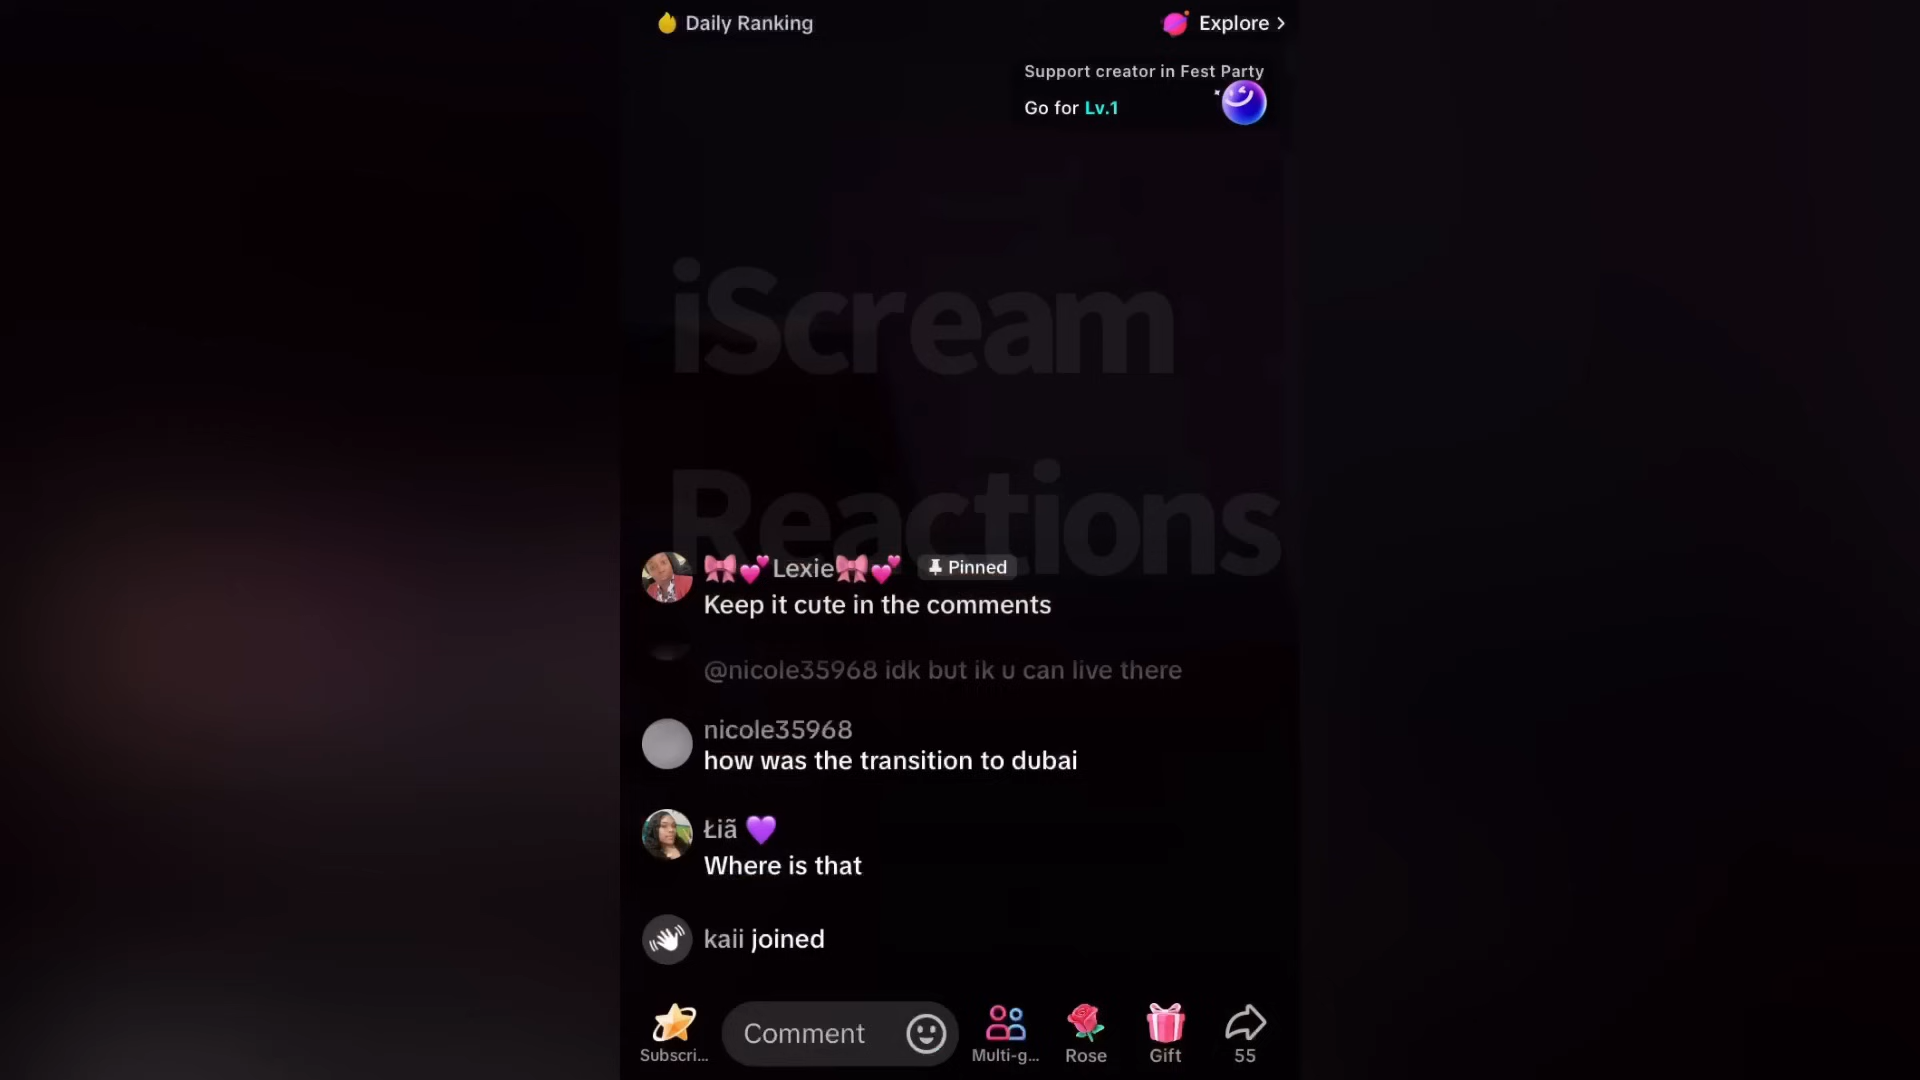 Daily Ranking
Explore >
Support creator in Fest Party
Go for Lv.1
iScream
Reactions
🎀💕Lexie🎀💕 Pinned
Keep it cute in the comments
@nicole35968 idk but ik u can live there
nicole35968
how was the transition to dubai
Łiã 💜
Where is that
kaii joined
Subscri...
Comment
Multi-g...
Rose
Gift
55